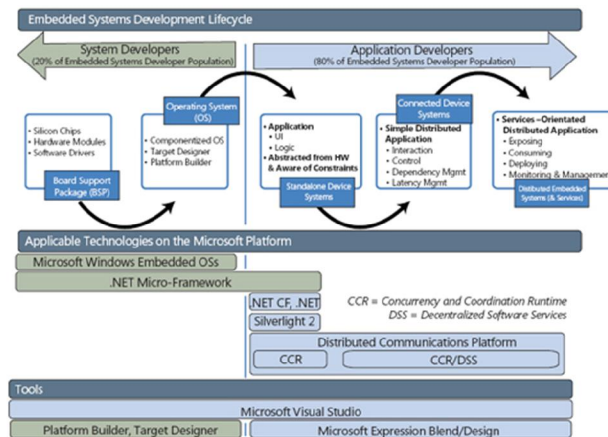 Embedded Systems Development Lifecycle
System Developers
(20% of Embedded Systems Developer Population)
Application Developers
(80% of Embedded Systems Developer Population)
• Silicon Chips
• Hardware Modules
• Software Drivers
Board Support
Package (BSP)
Operating System
(OS)
• Componentized OS
• Target Designer
• Platform Builder
• Application
• UI
• Logic
• Abstracted from HW
& Aware of Constraints
Standalone Device
Systems
Connected Device
Systems
• Simple Distributed
Application
• Interaction
• Control
• Dependency Mgmt
• Latency Mgmt
• Services –Orientated
Distributed Application
• Exposing
• Consuming
• Deploying
• Monitoring & Management
Distibuted Embedded
Systems (& Services)
Applicable Technologies on the Microsoft Platform
Microsoft Windows Embedded OSs
.NET Micro-Framework
.NET CF, .NET
Silverlight 2
CCR = Concurrency and Coordination Runtime
DSS = Decentralized Software Services
Distributed Communications Platform
CCR
CCR/DSS
Tools
Microsoft Visual Studio
Platform Builder, Target Designer
Microsoft Expression Blend/Design